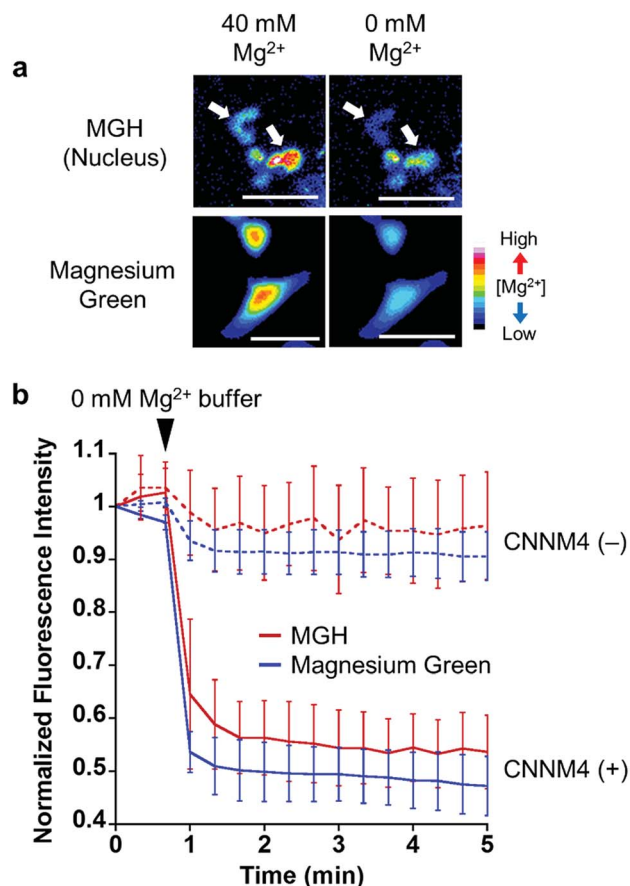 40 mM
Mg²⁺
0 mM
Mg²⁺
a
MGH
(Nucleus)
Magnesium
Green
High
[Mg²⁺]
Low
b
0 mM Mg²⁺ buffer
Normalized Fluorescence Intensity
1.1
1
0.9
0.8
0.7
0.6
0.5
0.4
CNNM4 (–)
MGH
Magnesium Green
CNNM4 (+)
0 1 2 3 4 5
Time (min)